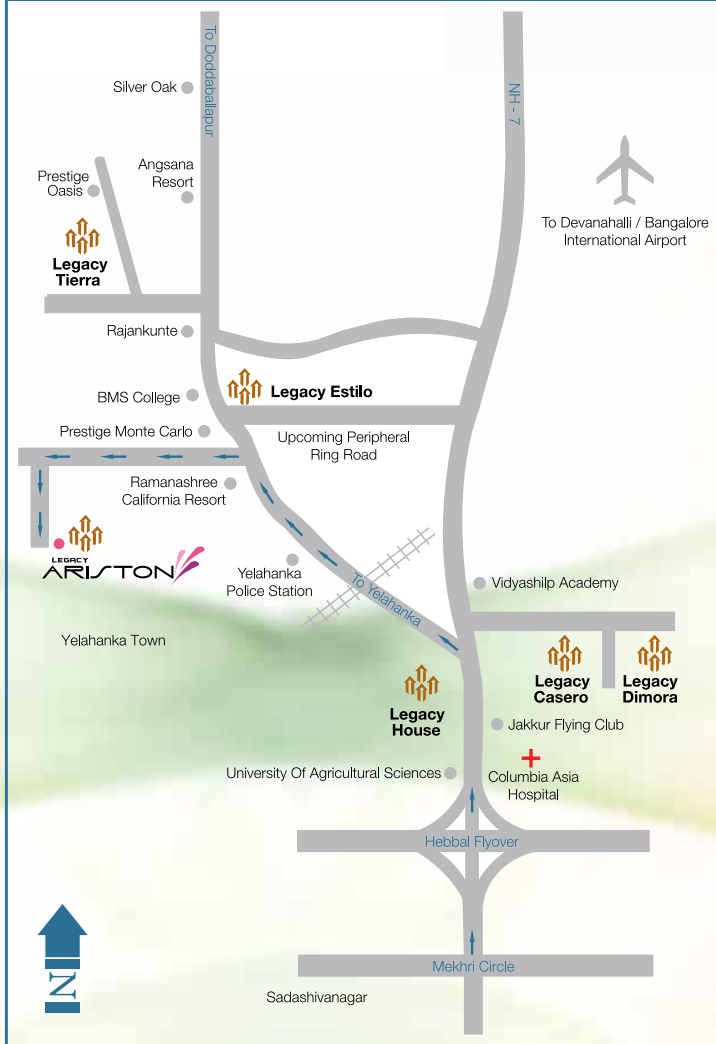 To Doddaballapur
NH - 7
Silver Oak
Angsana
Resort
Prestige
Oasis
To Devanahalli / Bangalore
International Airport
Legacy
Tierra
Rajankunte
BMS College
Legacy Estilo
Prestige Monte Carlo
Upcoming Peripheral
Ring Road
Ramanashree
California Resort
LEGACY
ARISTON
Yelahanka
Police Station
To Yelahanka
Vidyashilp Academy
Yelahanka Town
Legacy
Casero
Legacy
Dimora
Legacy
House
Jakkur Flying Club
University Of Agricultural Sciences
Columbia Asia
Hospital
Hebbal Flyover
Mekhri Circle
N
Sadashivanagar